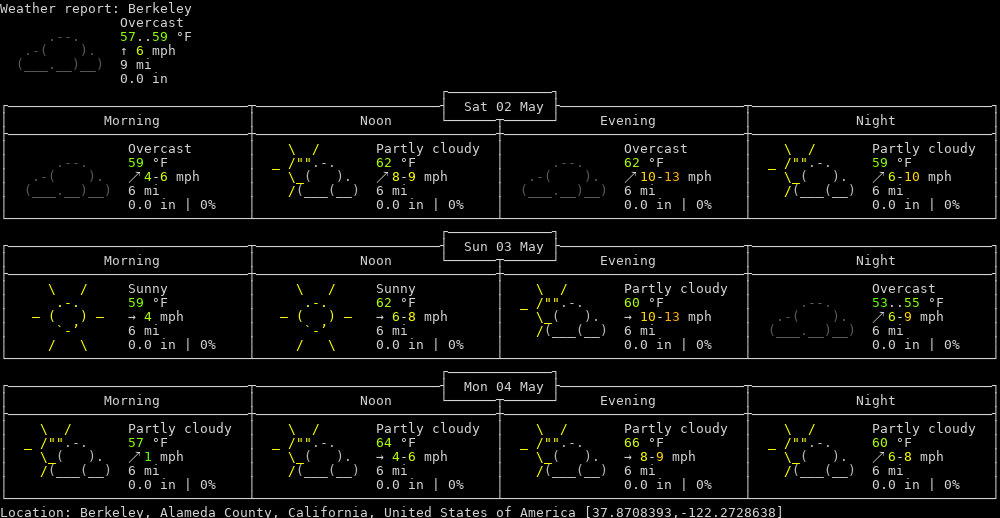 Weather report: Berkeley
Overcast
57..59 °F
↑ 6 mph
9 mi
0.0 in
Sat 02 May
Morning Noon Evening Night
Overcast Partly cloudy Overcast Partly cloudy
59 °F 62 °F 62 °F 59 °F
↗ 4-6 mph ↗ 8-9 mph ↗ 10-13 mph ↗ 6-10 mph
6 mi 6 mi 6 mi 6 mi
0.0 in | 0% 0.0 in | 0% 0.0 in | 0% 0.0 in | 0%
Sun 03 May
Morning Noon Evening Night
Sunny Sunny Partly cloudy Overcast
59 °F 62 °F 60 °F 53..55 °F
→ 4 mph → 6-8 mph → 10-13 mph ↗ 6-9 mph
6 mi 6 mi 6 mi 6 mi
0.0 in | 0% 0.0 in | 0% 0.0 in | 0% 0.0 in | 0%
Mon 04 May
Morning Noon Evening Night
Partly cloudy Partly cloudy Partly cloudy Partly cloudy
57 °F 64 °F 66 °F 60 °F
↗ 1 mph → 4-6 mph → 8-9 mph ↗ 6-8 mph
6 mi 6 mi 6 mi 6 mi
0.0 in | 0% 0.0 in | 0% 0.0 in | 0% 0.0 in | 0%
Location: Berkeley, Alameda County, California, United States of America [37.8708393,-122.2728638]